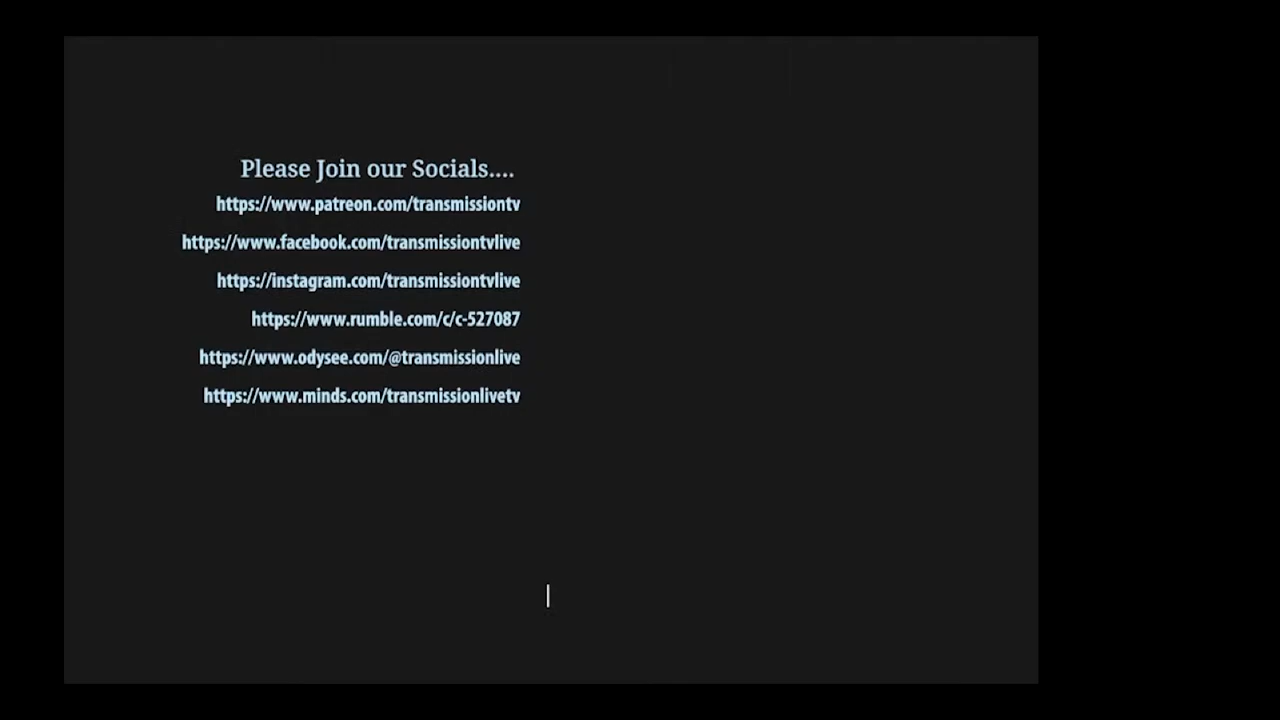 Please Join our Socials....
https://www.patreon.com/transmissiontv
https://www.facebook.com/transmissiontvlive
https://instagram.com/transmissiontvlive
https://www.rumble.com/c/c-527087
https://www.odysee.com/@transmissionlive
https://www.minds.com/transmissionlivetv